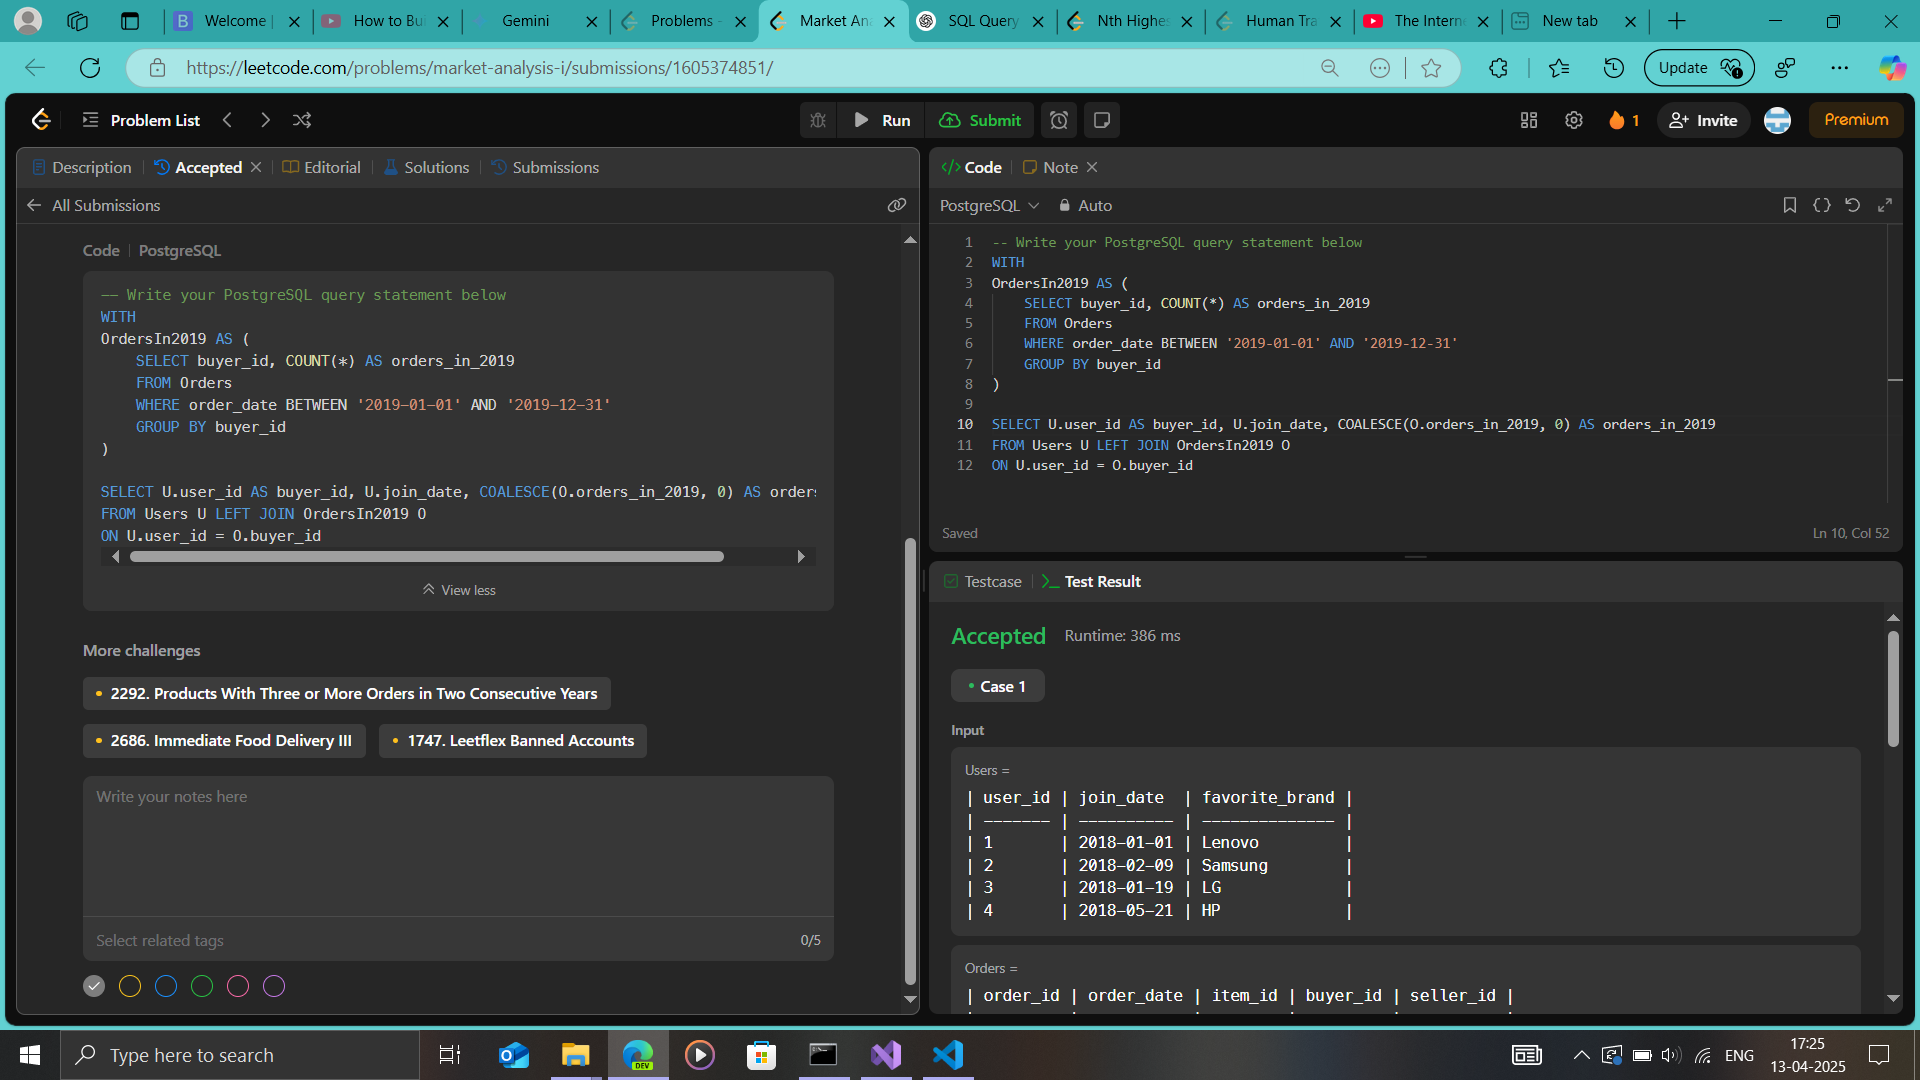 Welcome |
How to Bui
Gemini
Problems -
Market Ana
SQL Query
Nth Highes
Human Tra
The Intern
New tab
https://leetcode.com/problems/market-analysis-i/submissions/1605374851/
Update
Problem List
Run
Submit
1
Invite
Premium
Description
Accepted
Editorial
Solutions
Submissions
All Submissions
Code
PostgreSQL
-- Write your PostgreSQL query statement below
WITH
OrdersIn2019 AS (
SELECT buyer_id, COUNT(*) AS orders_in_2019
FROM Orders
WHERE order_date BETWEEN '2019-01-01' AND '2019-12-31'
GROUP BY buyer_id
)
SELECT U.user_id AS buyer_id, U.join_date, COALESCE(O.orders_in_2019, 0) AS orders
FROM Users U LEFT JOIN OrdersIn2019 O
ON U.user_id = O.buyer_id
View less
More challenges
2292. Products With Three or More Orders in Two Consecutive Years
2686. Immediate Food Delivery III
1747. Leetflex Banned Accounts
Write your notes here
Select related tags
0/5
Code
Note
PostgreSQL
Auto
1 -- Write your PostgreSQL query statement below
2 WITH
3 OrdersIn2019 AS (
4 SELECT buyer_id, COUNT(*) AS orders_in_2019
5 FROM Orders
6 WHERE order_date BETWEEN '2019-01-01' AND '2019-12-31'
7 GROUP BY buyer_id
8 )
9
10 SELECT U.user_id AS buyer_id, U.join_date, COALESCE(O.orders_in_2019, 0) AS orders_in_2019
11 FROM Users U LEFT JOIN OrdersIn2019 O
12 ON U.user_id = O.buyer_id
Saved
Ln 10, Col 52
Testcase
Test Result
Accepted
Runtime: 386 ms
Case 1
Input
Users =
| user_id | join_date | favorite_brand |
| ------- | ---------- | -------------- |
| 1 | 2018-01-01 | Lenovo |
| 2 | 2018-02-09 | Samsung |
| 3 | 2018-01-19 | LG |
| 4 | 2018-05-21 | HP |
Orders =
| order_id | order_date | item_id | buyer_id | seller_id |
Type here to search
DEV
ENG
17:25
13-04-2025